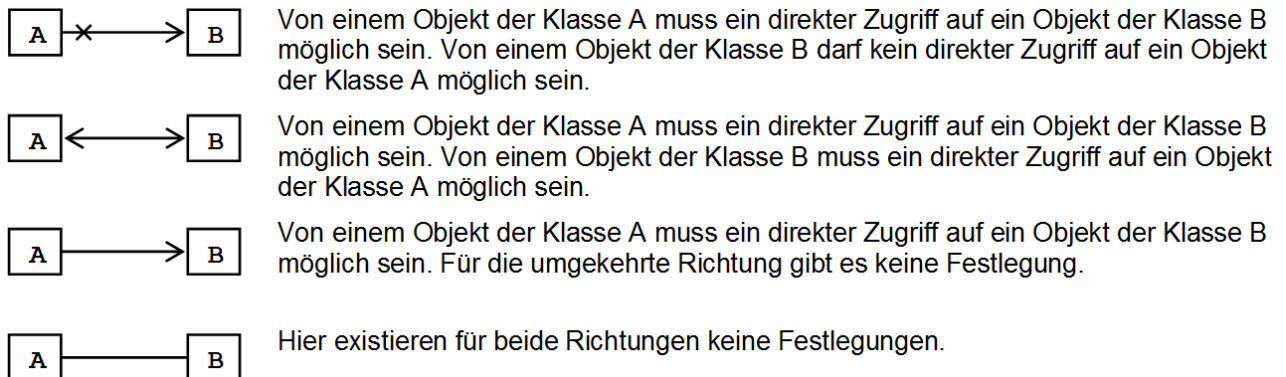 A B Von einem Objekt der Klasse A muss ein direkter Zugriff auf ein Objekt der Klasse B
möglich sein. Von einem Objekt der Klasse B darf kein direkter Zugriff auf ein Objekt
der Klasse A möglich sein.
A B Von einem Objekt der Klasse A muss ein direkter Zugriff auf ein Objekt der Klasse B
möglich sein. Von einem Objekt der Klasse B muss ein direkter Zugriff auf ein Objekt
der Klasse A möglich sein.
A B Von einem Objekt der Klasse A muss ein direkter Zugriff auf ein Objekt der Klasse B
möglich sein. Für die umgekehrte Richtung gibt es keine Festlegung.
A B Hier existieren für beide Richtungen keine Festlegungen.